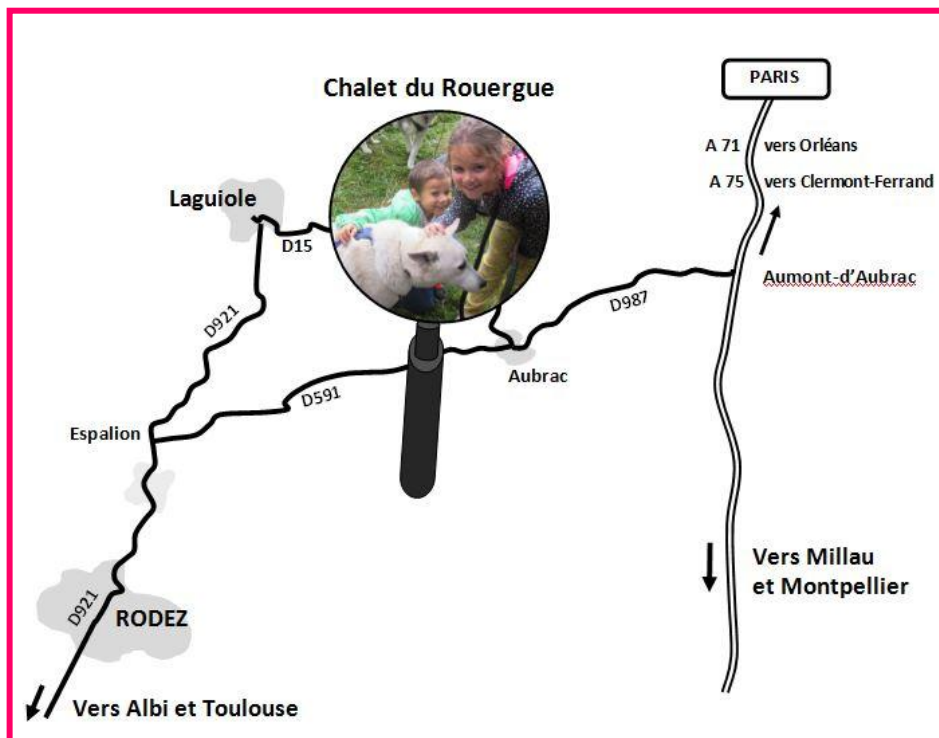 PARIS
Chalet du Rouergue
A 71 vers Orléans
A 75 vers Clermont-Ferrand
Laguiole
D15
Aumont-d'Aubrac
D987
D921
Aubrac
D591
Espalion
Vers Millau
et Montpellier
D921
RODEZ
Vers Albi et Toulouse